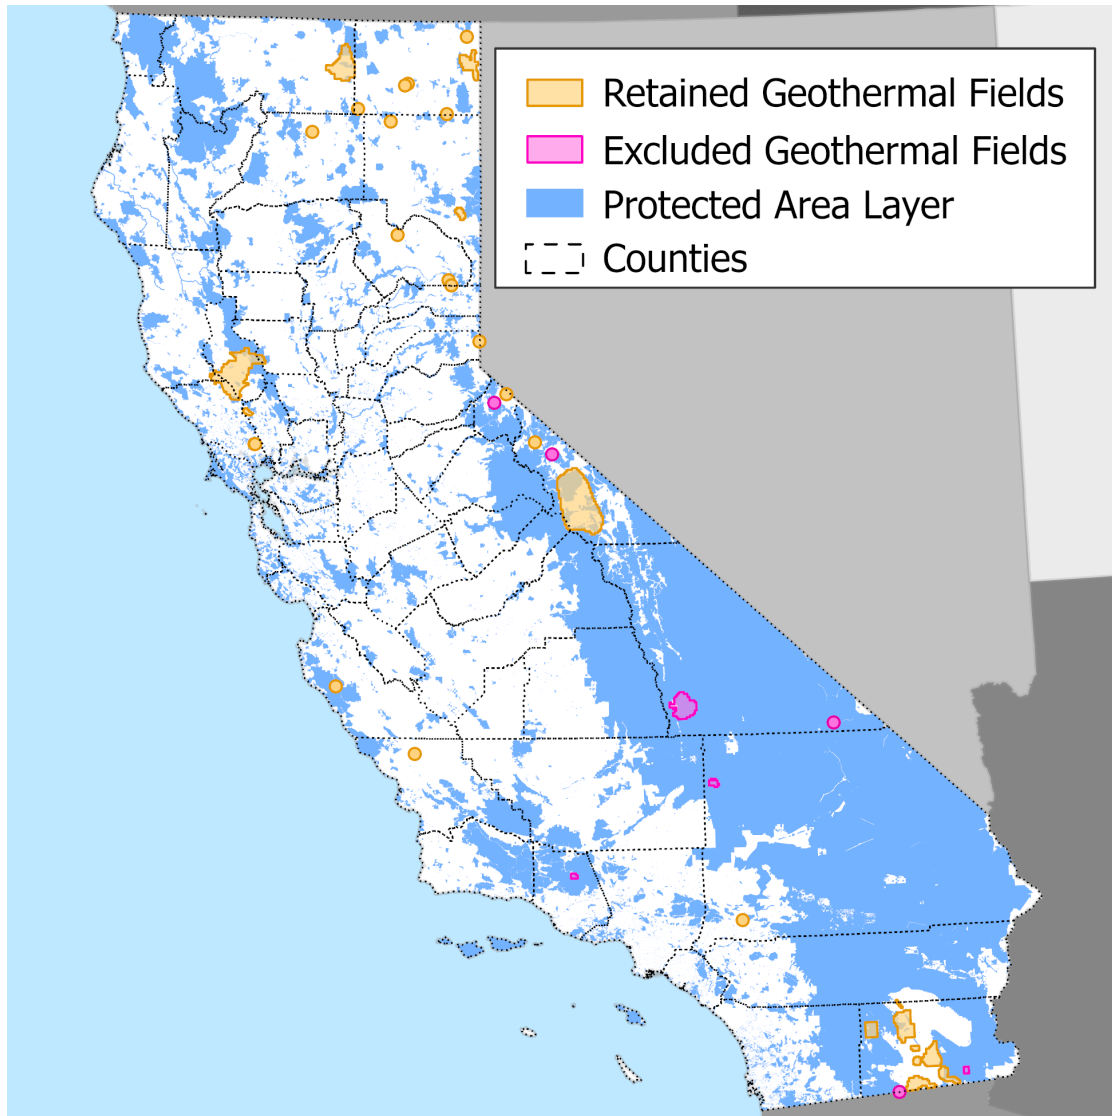 Retained Geothermal Fields
Excluded Geothermal Fields
Protected Area Layer
Counties